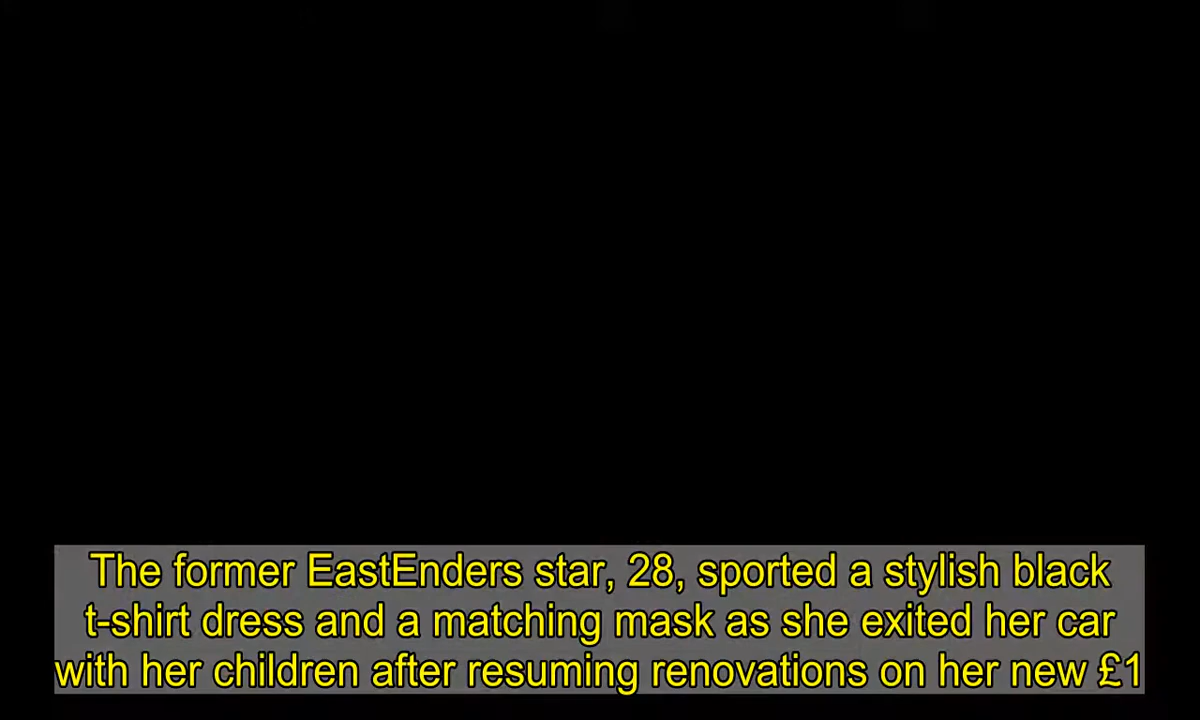 The former EastEnders star, 28, sported a stylish black
t-shirt dress and a matching mask as she exited her car
with her children after resuming renovations on her new £1